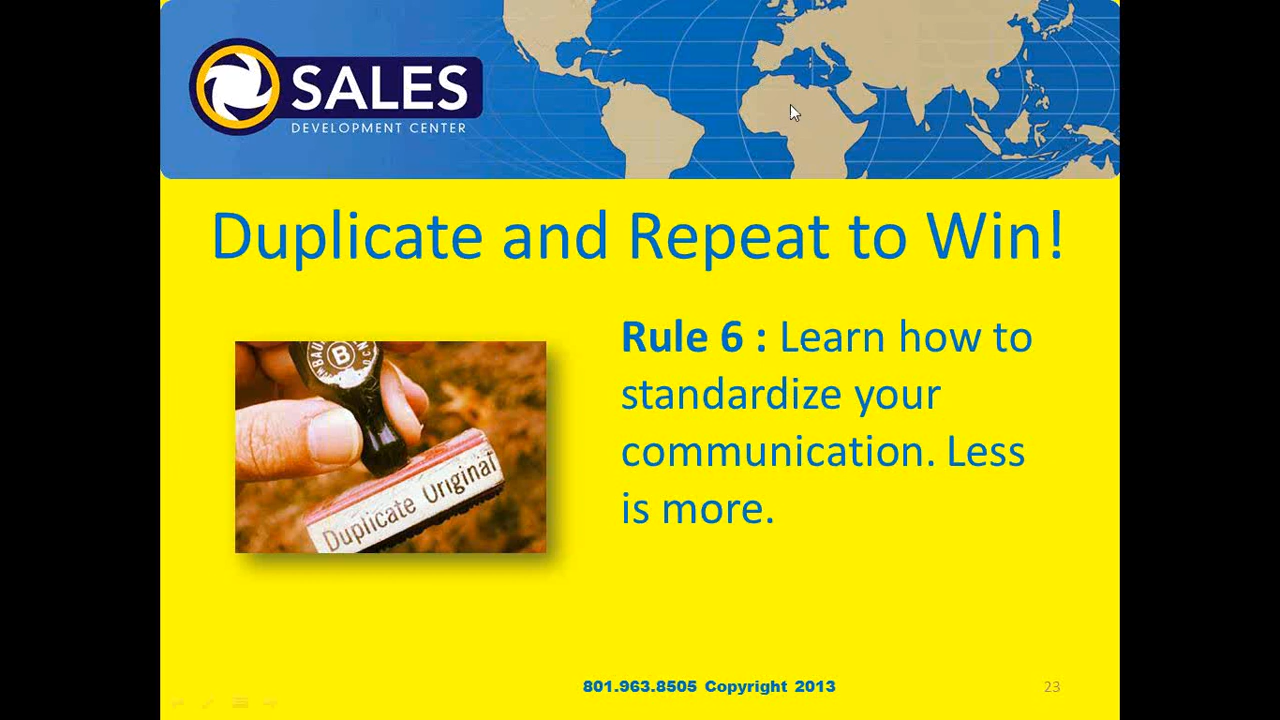 SALES
DEVELOPMENT CENTER
Duplicate and Repeat to Win!
Rule 6 : Learn how to
standardize your
communication. Less
is more.
B
Duplicate Original
801.963.8505 Copyright 2013
23